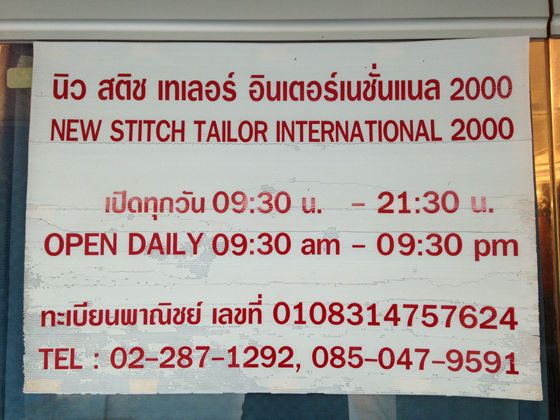 นิว สติช เทเลอร์ อินเตอร์เนชั่นแนล 2000
NEW STITCH TAILOR INTERNATIONAL 2000
เปิดทุกวัน 09:30 น. – 21:30 น.
OPEN DAILY 09:30 am – 09:30 pm
ทะเบียนพาณิชย์ เลขที่ 0108314757624
TEL : 02–287–1292, 085–047–9591